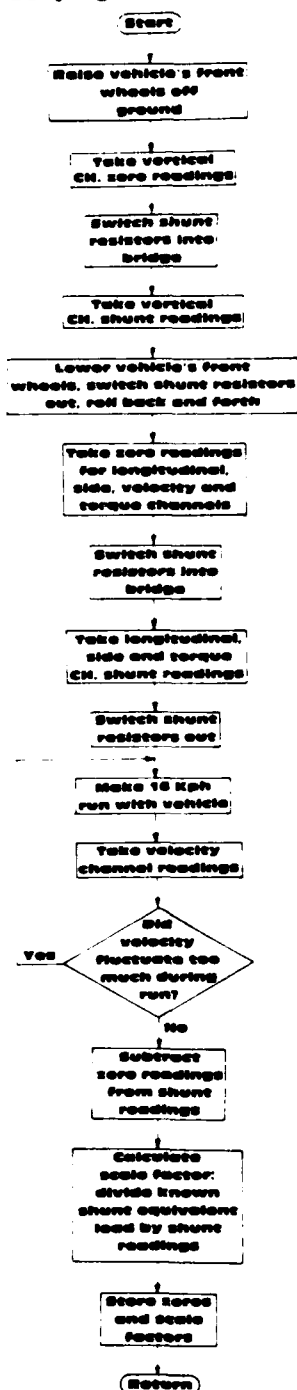 Start
Raise vehicle's front
wheels off
ground
Take vertical
CH. zero readings
Switch shunt
resistors into
bridge
Take vertical
CH. shunt readings
Lower vehicle's front
wheels, switch shunt resistors
out, roll back and forth
Take zero readings
for longitudinal,
side, velocity and
torque channels
Switch shunt
resistors into
bridge
Take longitudinal,
side and torque
CH. shunt readings
Switch shunt
resistors out
Make 16 Kph
run with vehicle
Take velocity
channel readings
Did
velocity
fluctuate too
much during
run?
Yes
No
Subtract
zero readings
from shunt
readings
Calculate
scale factor:
divide known
shunt equivalent
load by shunt
readings
Store zeros
and scale
factors
Return